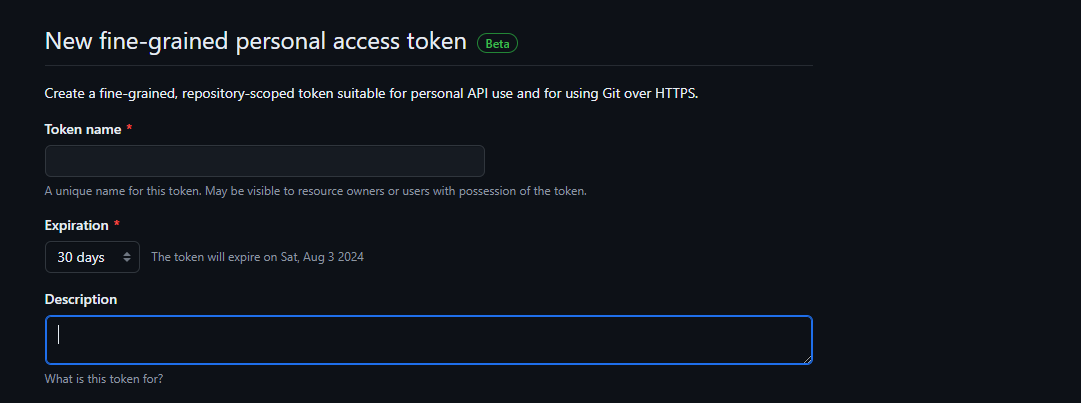 New fine-grained personal access token Beta
Create a fine-grained, repository-scoped token suitable for personal API use and for using Git over HTTPS.
Token name *
A unique name for this token. May be visible to resource owners or users with possession of the token.
Expiration *
30 days The token will expire on Sat, Aug 3 2024
Description
What is this token for?